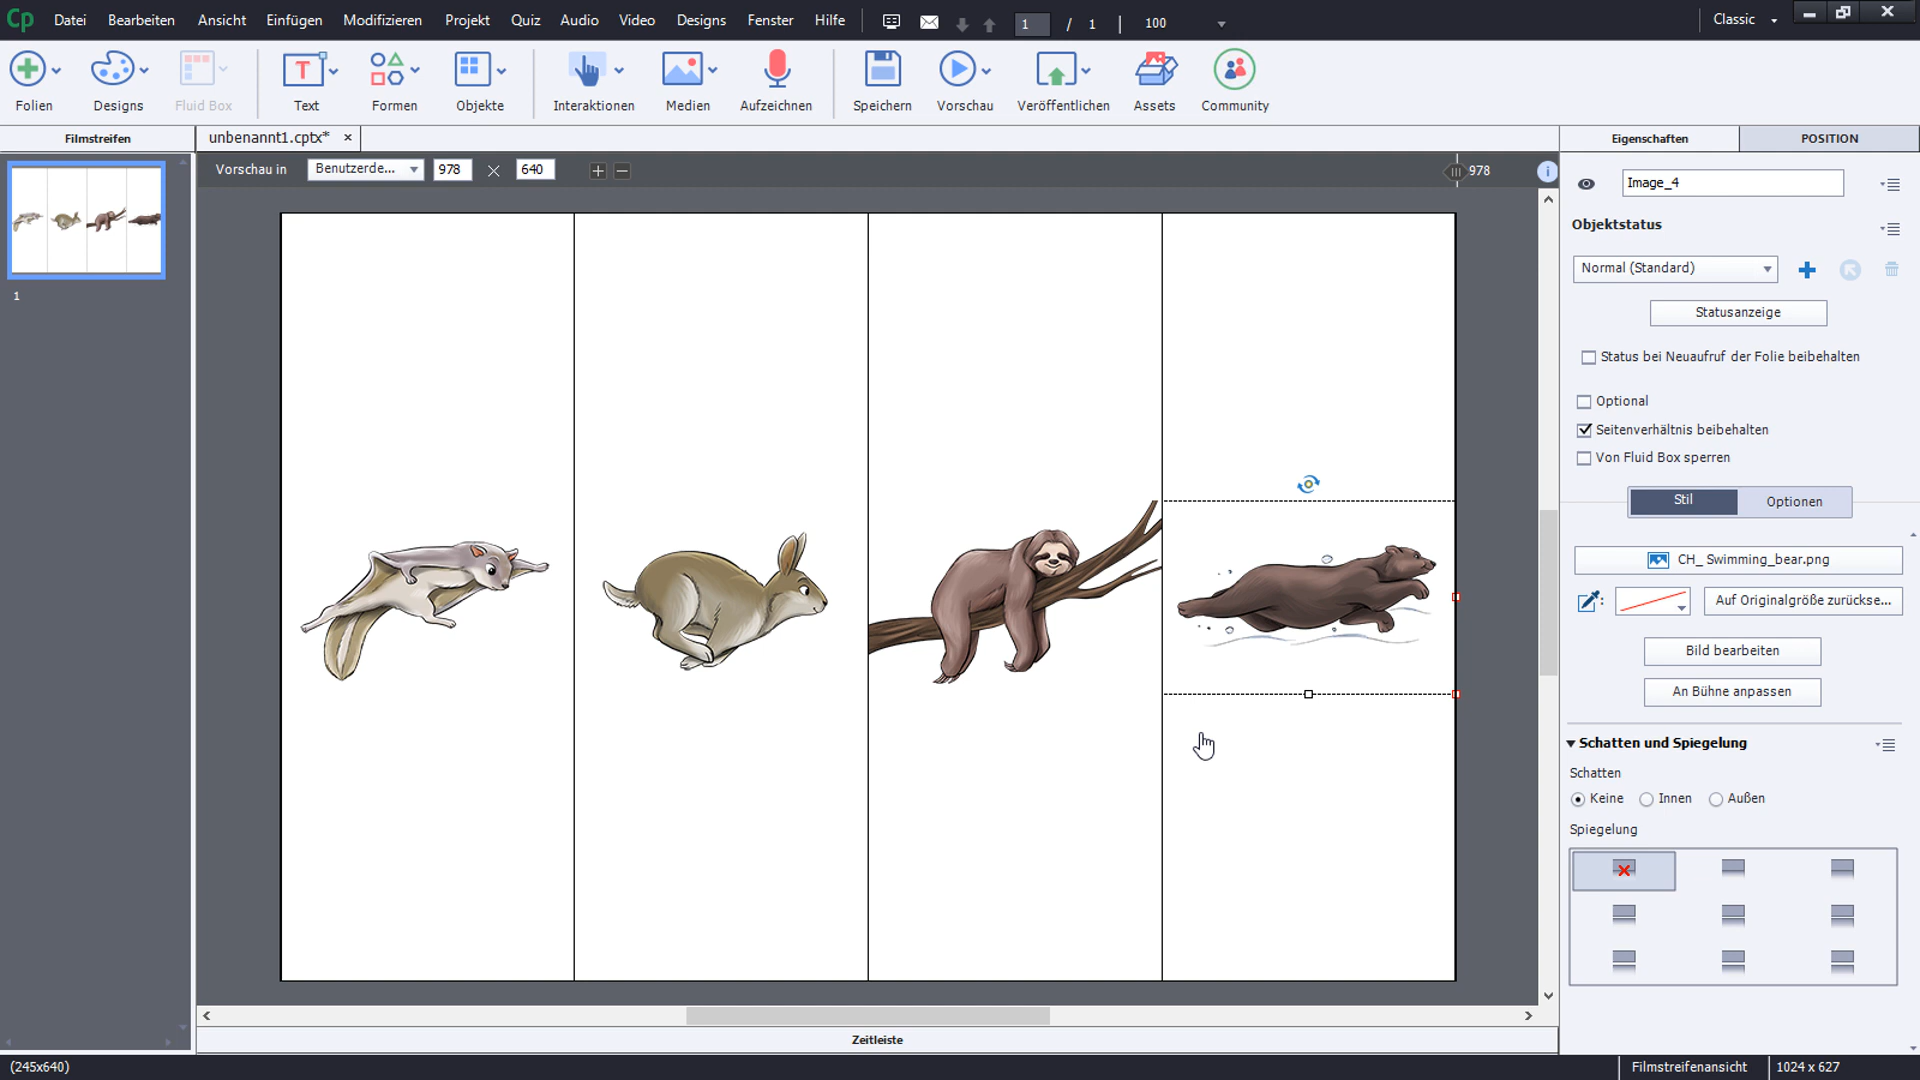 Cp Datei Bearbeiten Ansicht Einfügen Modifizieren Projekt Quiz Audio Video Designs Fenster Hilfe 1 / 1 100 Classic
Folien Designs Fluid Box Text Formen Objekte Interaktionen Medien Aufzeichnen Speichern Vorschau Veröffentlichen Assets Community
Filmstreifen unbenannt1.cptx* Eigenschaften POSITION
Vorschau in Benutzerde... 978 640 978
Image_4
Objektstatus
Normal (Standard)
1
Statusanzeige
Status bei Neuaufruf der Folie beibehalten
Optional
Seitenverhältnis beibehalten
Von Fluid Box sperren
Stil Optionen
CH_ Swimming_bear.png
Auf Originalgröße zurückse...
Bild bearbeiten
An Bühne anpassen
Schatten und Spiegelung
Schatten
Keine Innen Außen
Spiegelung
Zeitleiste
(245x640) Filmstreifenansicht 1024 x 627